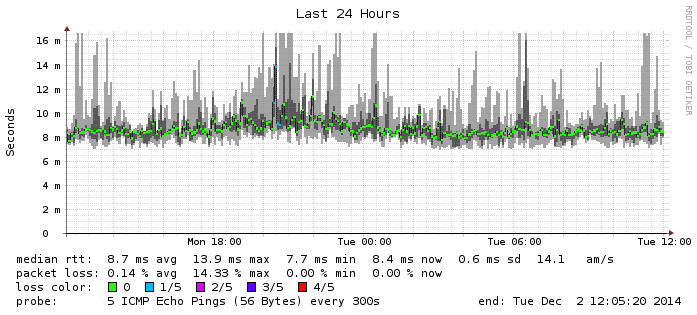 Last 24 Hours
RRDTOOL / TOBI OETIKER
Seconds
16 m
14 m
12 m
10 m
8 m
6 m
4 m
2 m
0
Mon 18:00 Tue 00:00 Tue 06:00 Tue 12:00
median rtt: 8.7 ms avg 13.9 ms max 7.7 ms min 8.4 ms now 0.6 ms sd 14.1 am/s
packet loss: 0.14 % avg 14.33 % max 0.00 % min 0.00 % now
loss color: 0 1/5 2/5 3/5 4/5
probe: 5 ICMP Echo Pings (56 Bytes) every 300s end: Tue Dec 2 12:05:20 2014